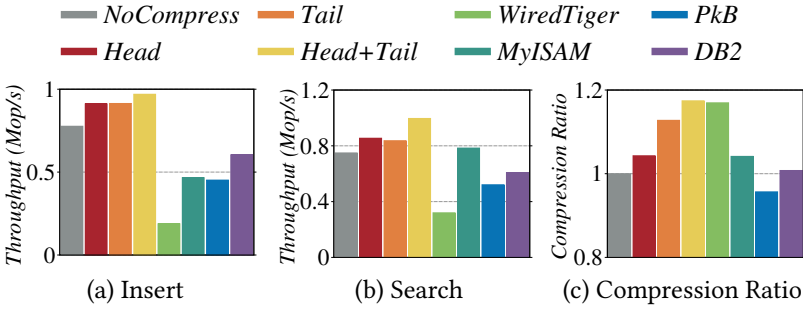 NoCompress Tail WiredTiger PkB
Head Head+Tail MyISAM DB2
Throughput (Mop/s)
1
0.5
0
(a) Insert
Throughput (Mop/s)
1.2
0.8
0.4
0
(b) Search
Compression Ratio
1.2
1
0.8
(c) Compression Ratio